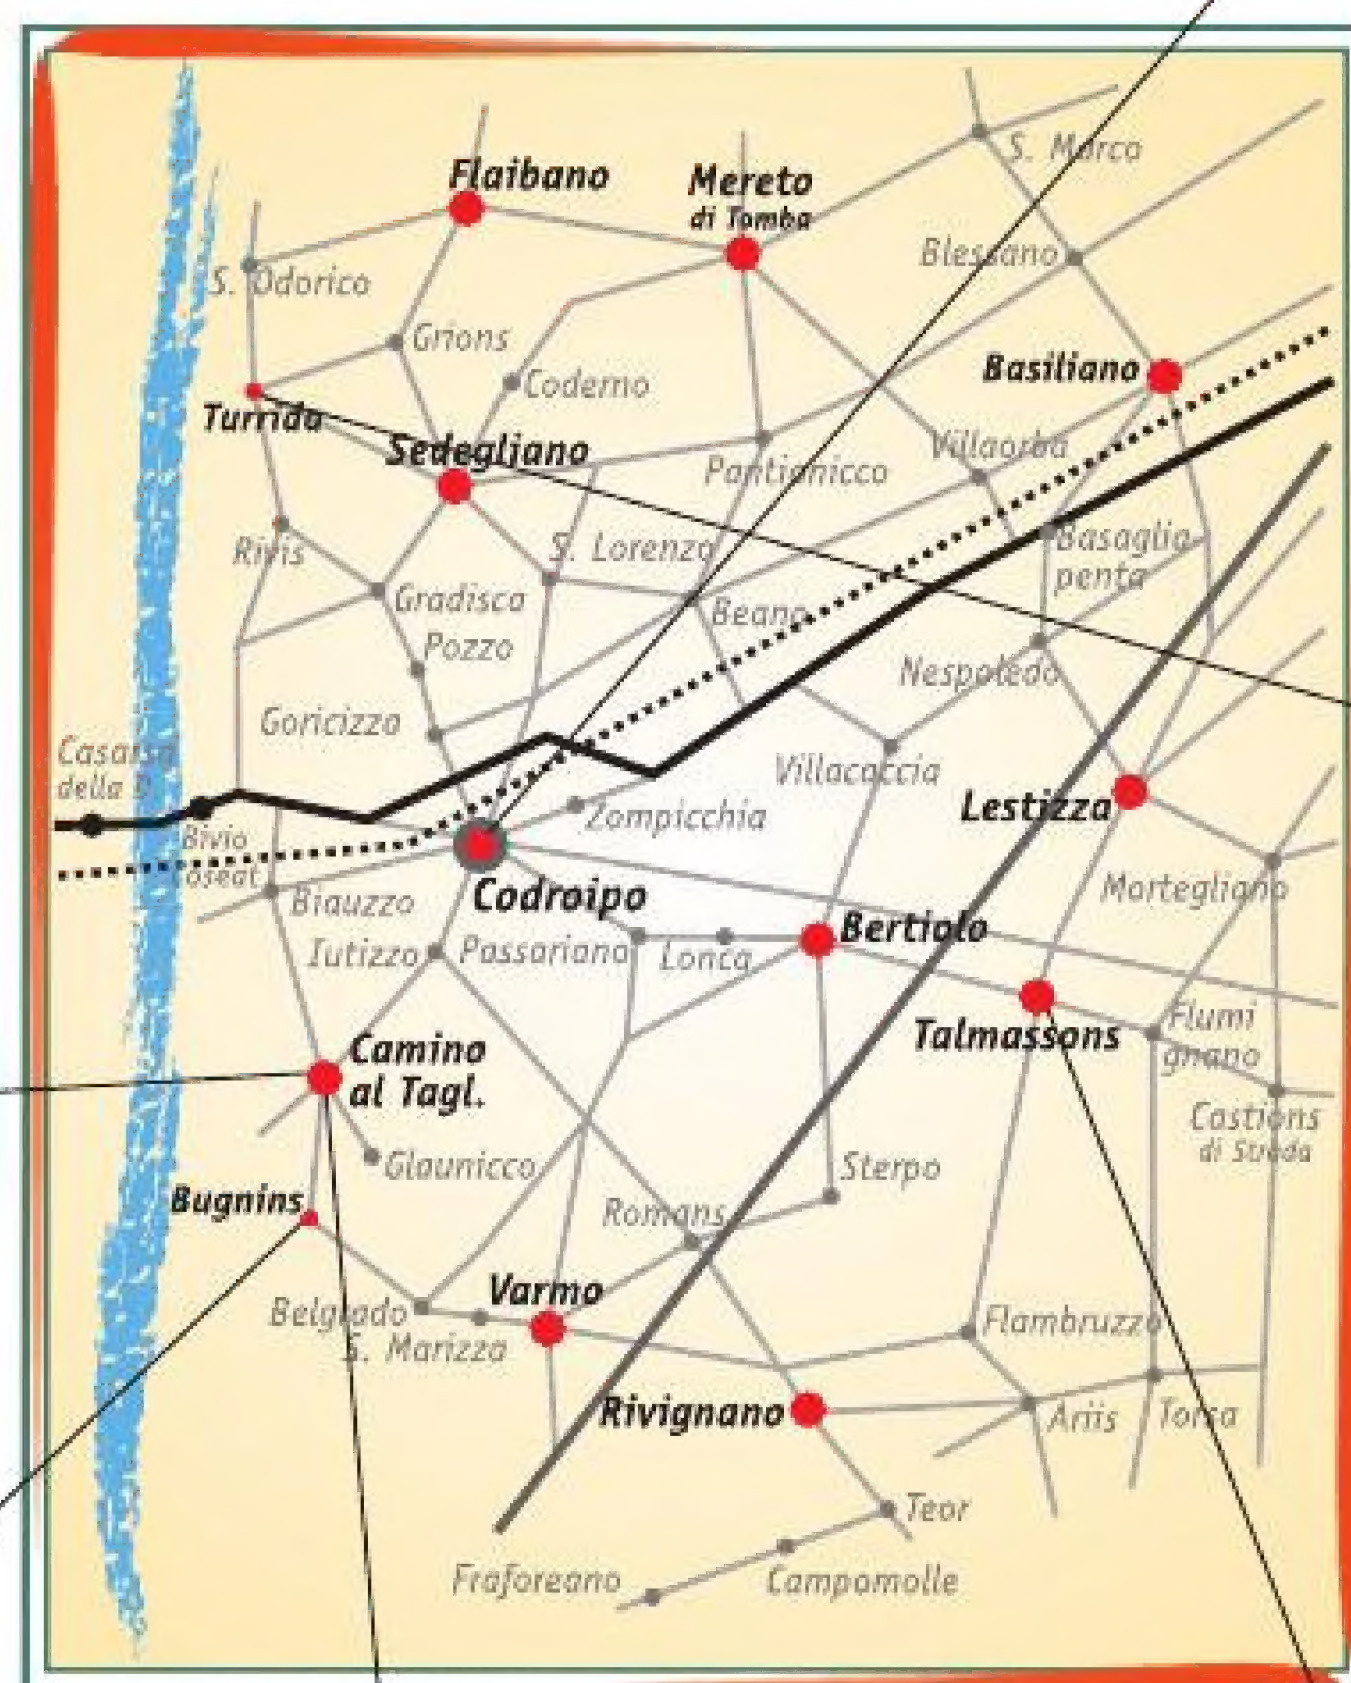 S. Marco
Flaibano
Mereto
di Tomba
Blessano
S. Odorico
Grions
Basiliano
Coderno
Turrida
Sedegliano
Villaorba
Pantianicco
Rivis
S. Lorenzo
Basaglia-
penta
Gradisca
Beano
Pozzo
Nespoledo
Goricizza
Casarsa
della D.
Villacaccia
Zompicchia
Lestizza
Bivio
Coseat
Biauzzo
Codroipo
Mortegliano
Bertiolo
Iutizzo
Passariano
Lonca
Flumi
gnano
Talmassons
Camino
al Tagl.
Castions
di Strada
Glaunicco
Sterpo
Bugnins
Romans
Varmo
Belgrado
S. Marizza
Flambruzzo
Rivignano
Ariis
Torsa
Teor
Fraforeano
Campomolle